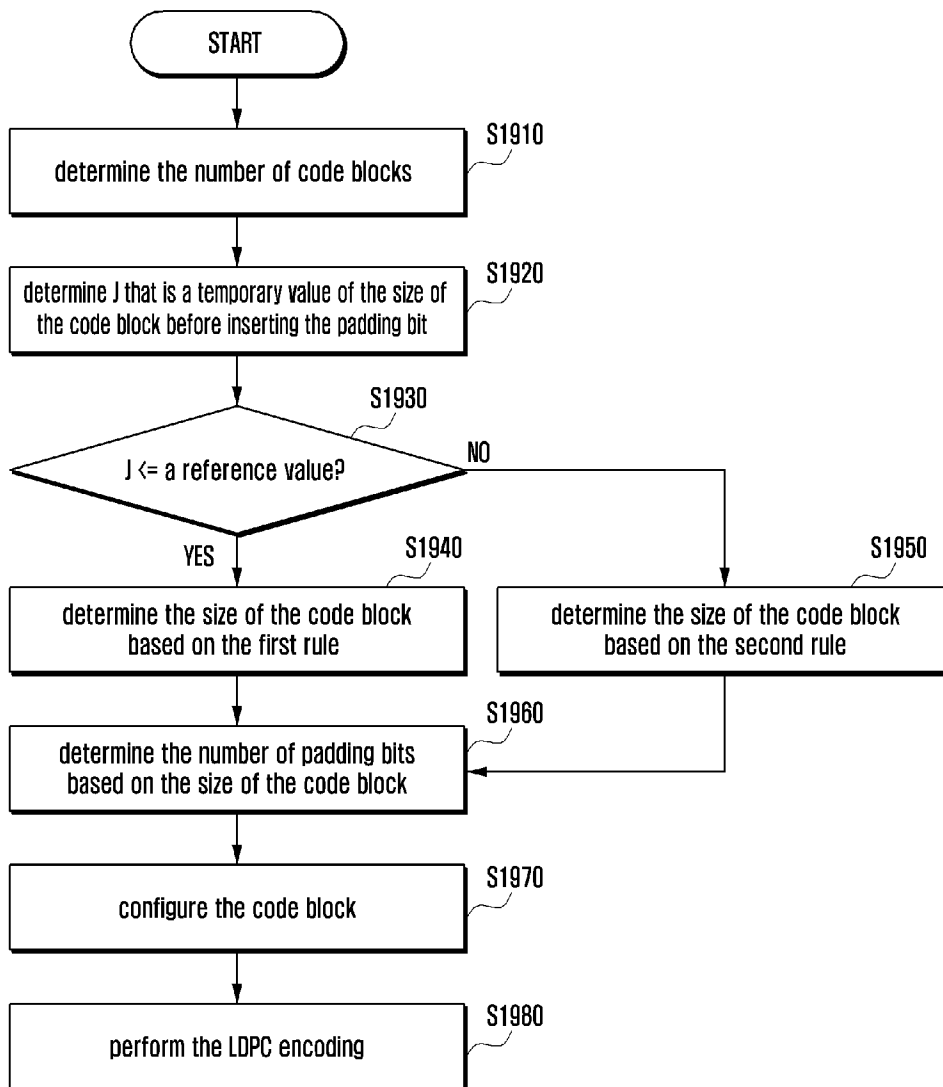 START
S1910
determine the number of code blocks
S1920
determine J that is a temporary value of the size of
the code block before inserting the padding bit
S1930
J <= a reference value?
NO
YES
S1940
determine the size of the code block
based on the first rule
S1950
determine the size of the code block
based on the second rule
S1960
determine the number of padding bits
based on the size of the code block
S1970
configure the code block
S1980
perform the LDPC encoding